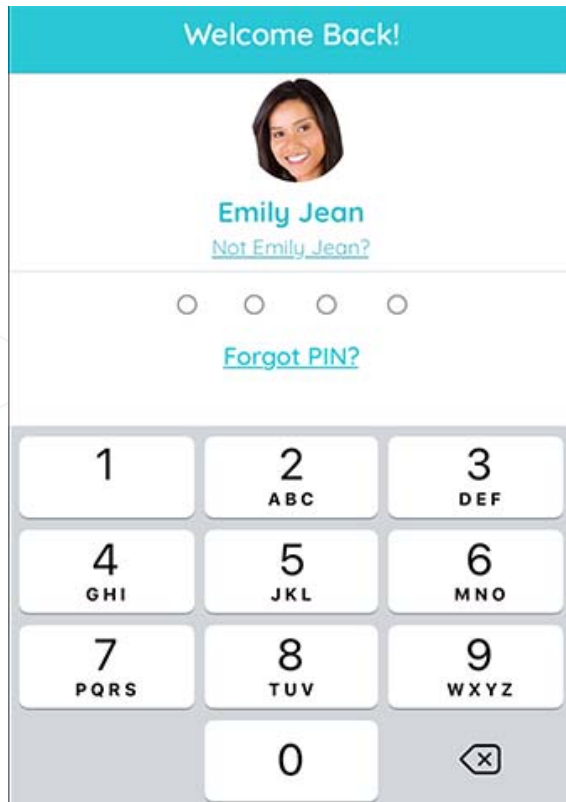 Welcome Back!
Emily Jean
Not Emily Jean?
Forgot PIN?
1 2 3
ABC DEF
4 5 6
GHI JKL MNO
7 8 9
PQRS TUV WXYZ
0